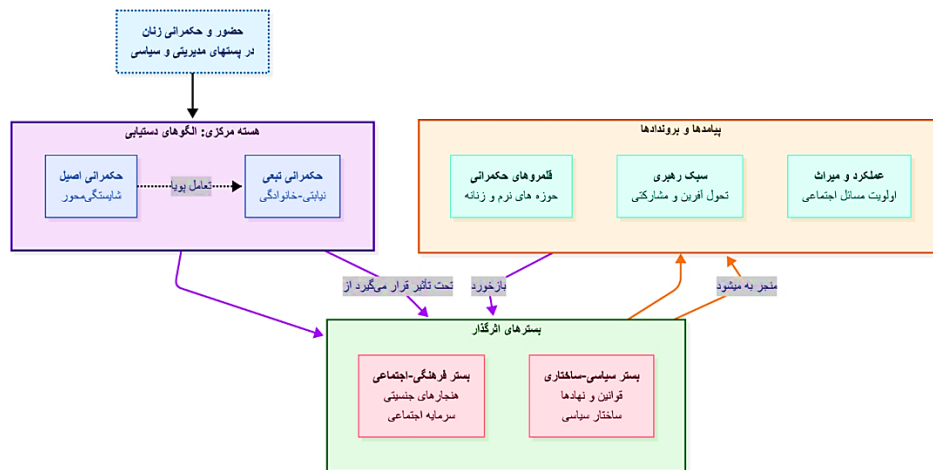 حضور و حکمرانی زنان
در پستهای مدیریتی و سیاسی
هسته مرکزی: الگوهای دستیابی
حکمرانی اصیل
شایستگی‌محور
تعامل پویا
حکمرانی تبعی
نیابتی-خانوادگی
پیامدها و بروندادها
قلمروهای حکمرانی
حوزه های نرم و زنانه
سبک رهبری
تحول آفرین و مشارکتی
عملکرد و میراث
اولویت مسائل اجتماعی
تحت تأثیر قرار می‌گیرد از
بازخورد
منجر به میشود
بسترهای اثرگذار
بستر فرهنگی-اجتماعی
هنجارهای جنسیتی
سرمایه اجتماعی
بستر سیاسی-ساختاری
قوانین و نهادها
ساختار سیاسی